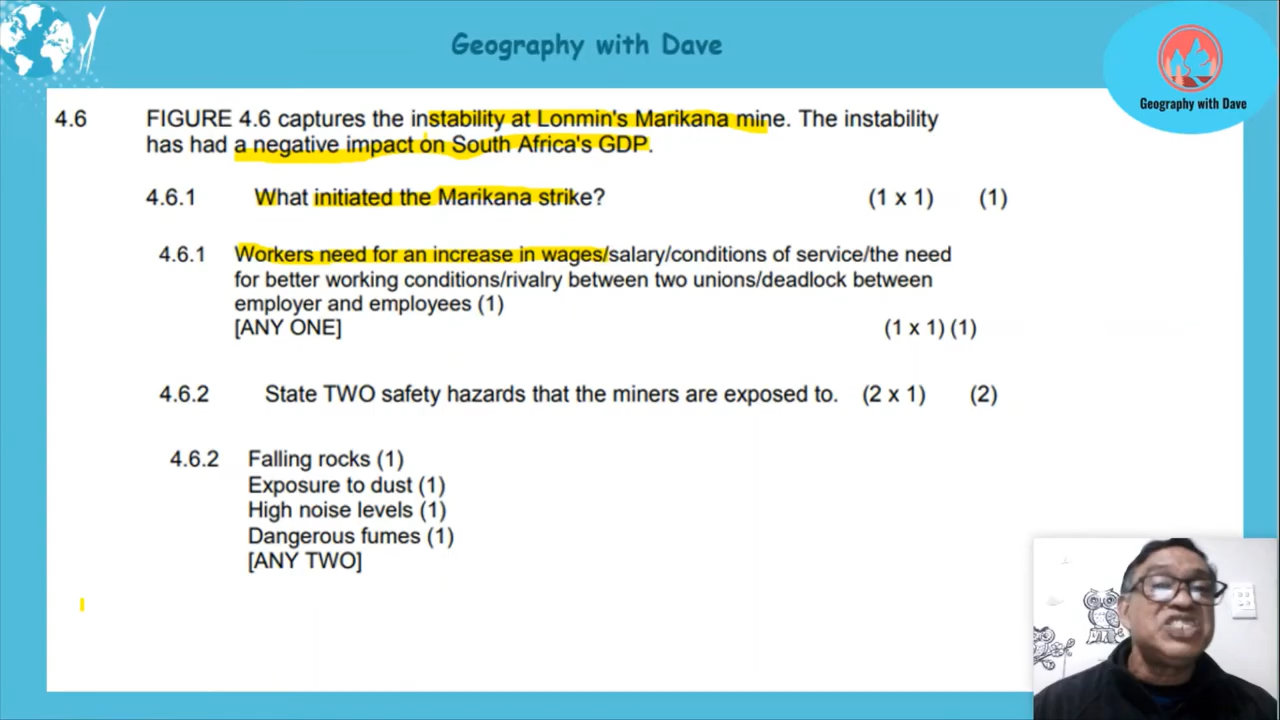 Geography with Dave
Geography with Dave
4.6 FIGURE 4.6 captures the instability at Lonmin's Marikana mine. The instability
has had a negative impact on South Africa's GDP.
4.6.1 What initiated the Marikana strike? (1 x 1) (1)
4.6.1 Workers need for an increase in wages/salary/conditions of service/the need
for better working conditions/rivalry between two unions/deadlock between
employer and employees (1)
[ANY ONE] (1 x 1) (1)
4.6.2 State TWO safety hazards that the miners are exposed to. (2 x 1) (2)
4.6.2 Falling rocks (1)
Exposure to dust (1)
High noise levels (1)
Dangerous fumes (1)
[ANY TWO]